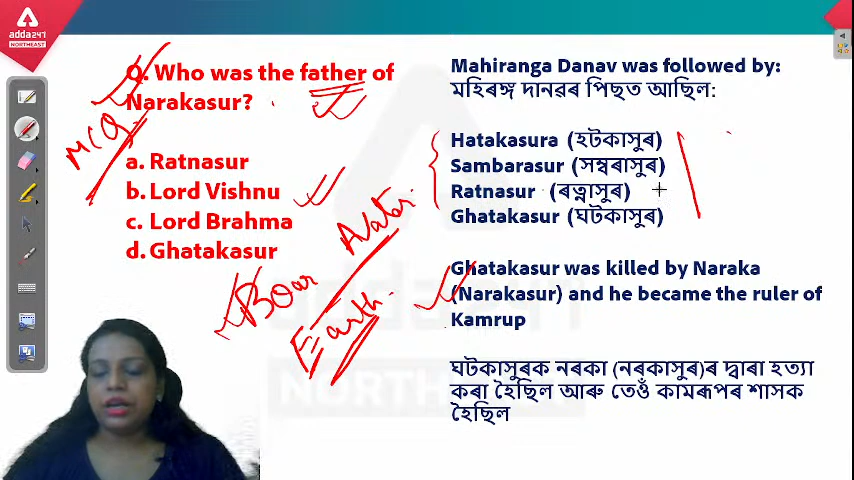 adda247
NORTHEAST
Q. Who was the father of
Narakasur?
MCQ
a. Ratnasur
b. Lord Vishnu
c. Lord Brahma
d. Ghatakasur
Boar Avatar
Earth
Mahiranga Danav was followed by:
মহিৰঙ্গ দানৱৰ পিছত আছিল:
Hatakasura (হটকাসুৰ)
Sambarasur (সম্বৰাসুৰ)
Ratnasur (ৰত্নাসুৰ)
Ghatakasur (ঘটকাসুৰ)
Ghatakasur was killed by Naraka
(Narakasur) and he became the ruler of
Kamrup
ঘটকাসুৰক নৰকা (নৰকাসুৰ)ৰ দ্বাৰা হত্যা
কৰা হৈছিল আৰু তেওঁ কামৰূপৰ শাসক
হৈছিল